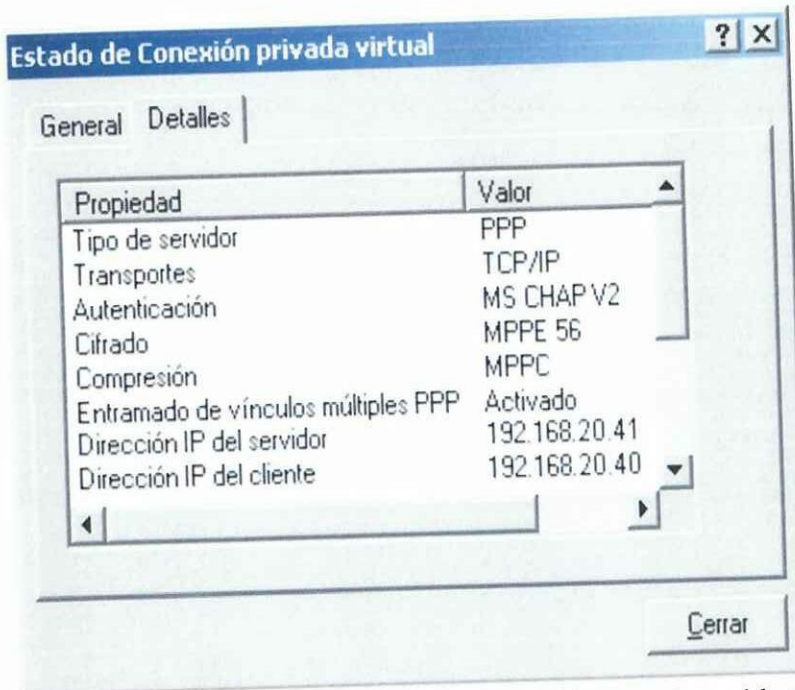 Estado de Conexión privada virtual
General Detalles
Propiedad Valor
Tipo de servidor PPP
Transportes TCP/IP
Autenticación MS CHAP V2
Cifrado MPPE 56
Compresión MPPC
Entramado de vínculos múltiples PPP Activado
Dirección IP del servidor 192.168.20.41
Dirección IP del cliente 192.168.20.40
Cerrar